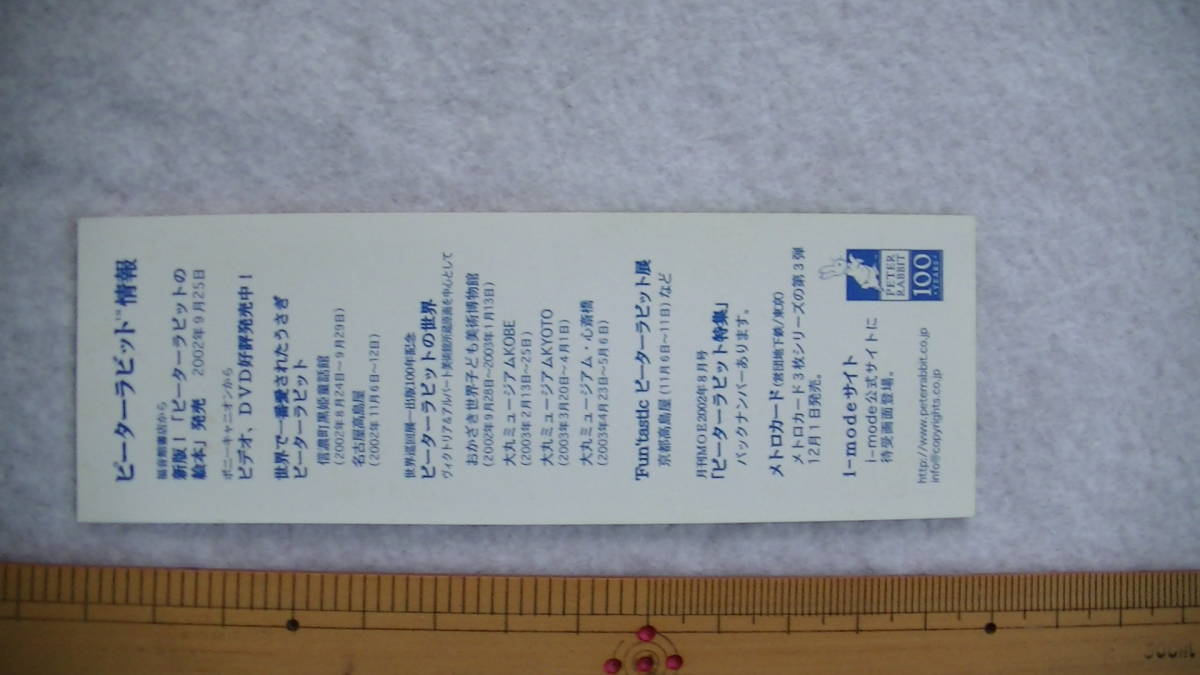 ピーターラビット™情報
福音館書店から
新版！「ピーターラビットの
絵本」発売 2002年9月25日
ポニーキャニオンから
ビデオ、DVD好評発売中！
世界で一番愛されたうさぎ
ピーターラビット
信貴町風姫童話館
(2002年8月24日〜9月29日)
名古屋高島屋
(2002年11月6日〜12日)
世界巡回展―出版100年記念
ピーターラビットの世界
ヴィクトリア&アルバート美術館所蔵原画を中心として
おかざき世界子ども美術博物館
(2002年9月28日〜2003年1月13日)
大丸ミュージアムKOBE
(2003年2月13日〜25日)
大丸ミュージアムKYOTO
(2003年3月20日〜4月1日)
大丸ミュージアム・心斎橋
(2003年4月23日〜5月6日)
'Fun'tastic ピーターラビット展
京都高島屋 (11月6日〜11日) など
月刊MOE2002年8月号
「ピーターラビット特集」
バックナンバーあります。
メトロカード (営団地下鉄/東京)
メトロカード3枚シリーズの第3弾
12月1日発売。
i-modeサイト
i-mode公式サイトに
待受画面登場。
http://www.peterrabbit.co.jp
info@copyrights.co.jp
PETER
RABBIT
100
YEARS